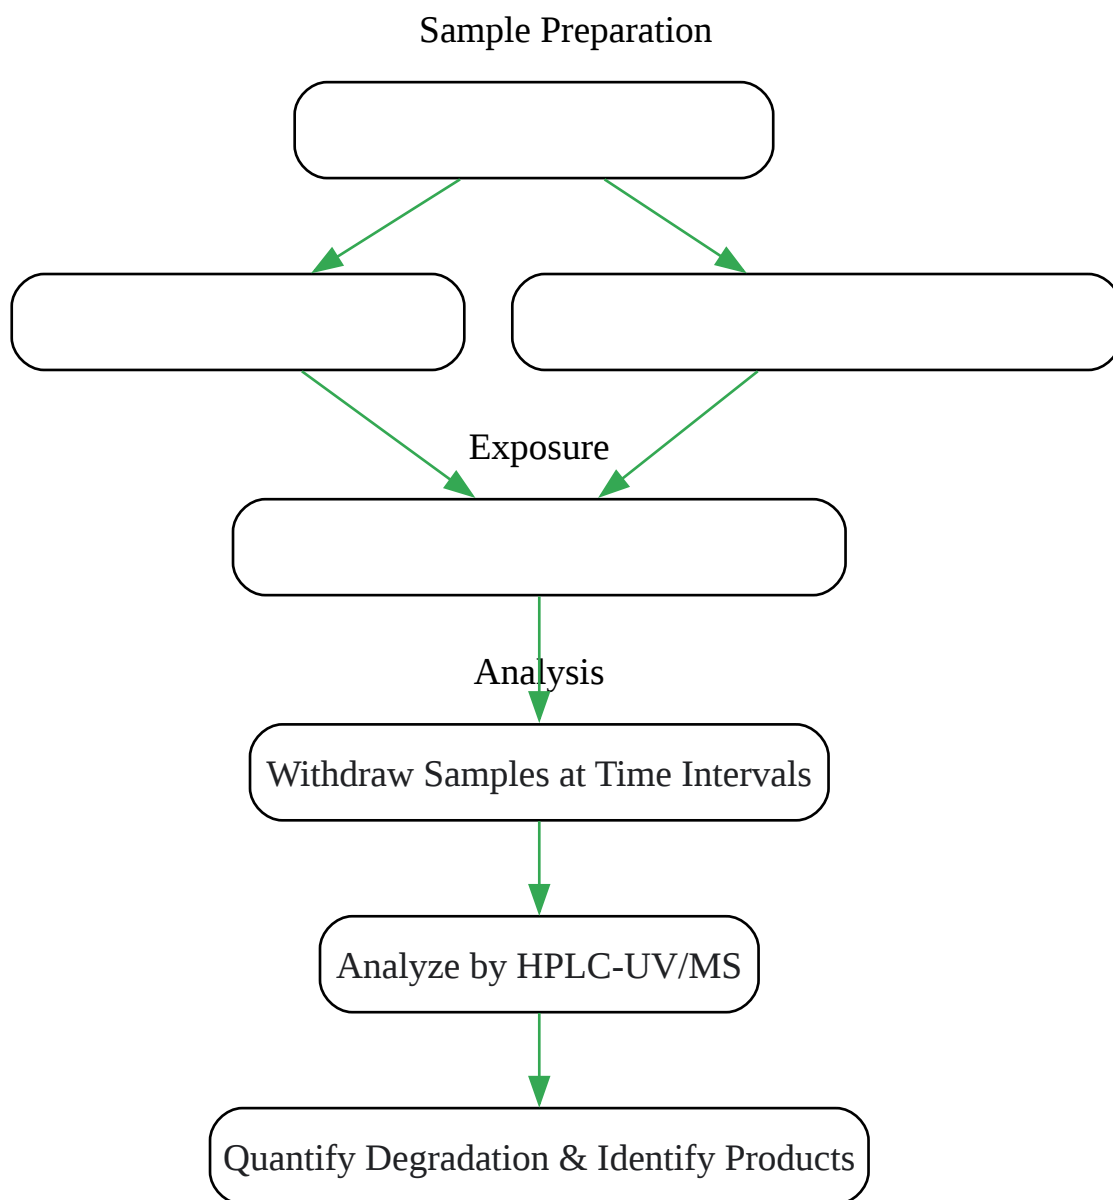 Sample Preparation
Exposure
Analysis
Withdraw Samples at Time Intervals
Analyze by HPLC-UV/MS
Quantify Degradation & Identify Products